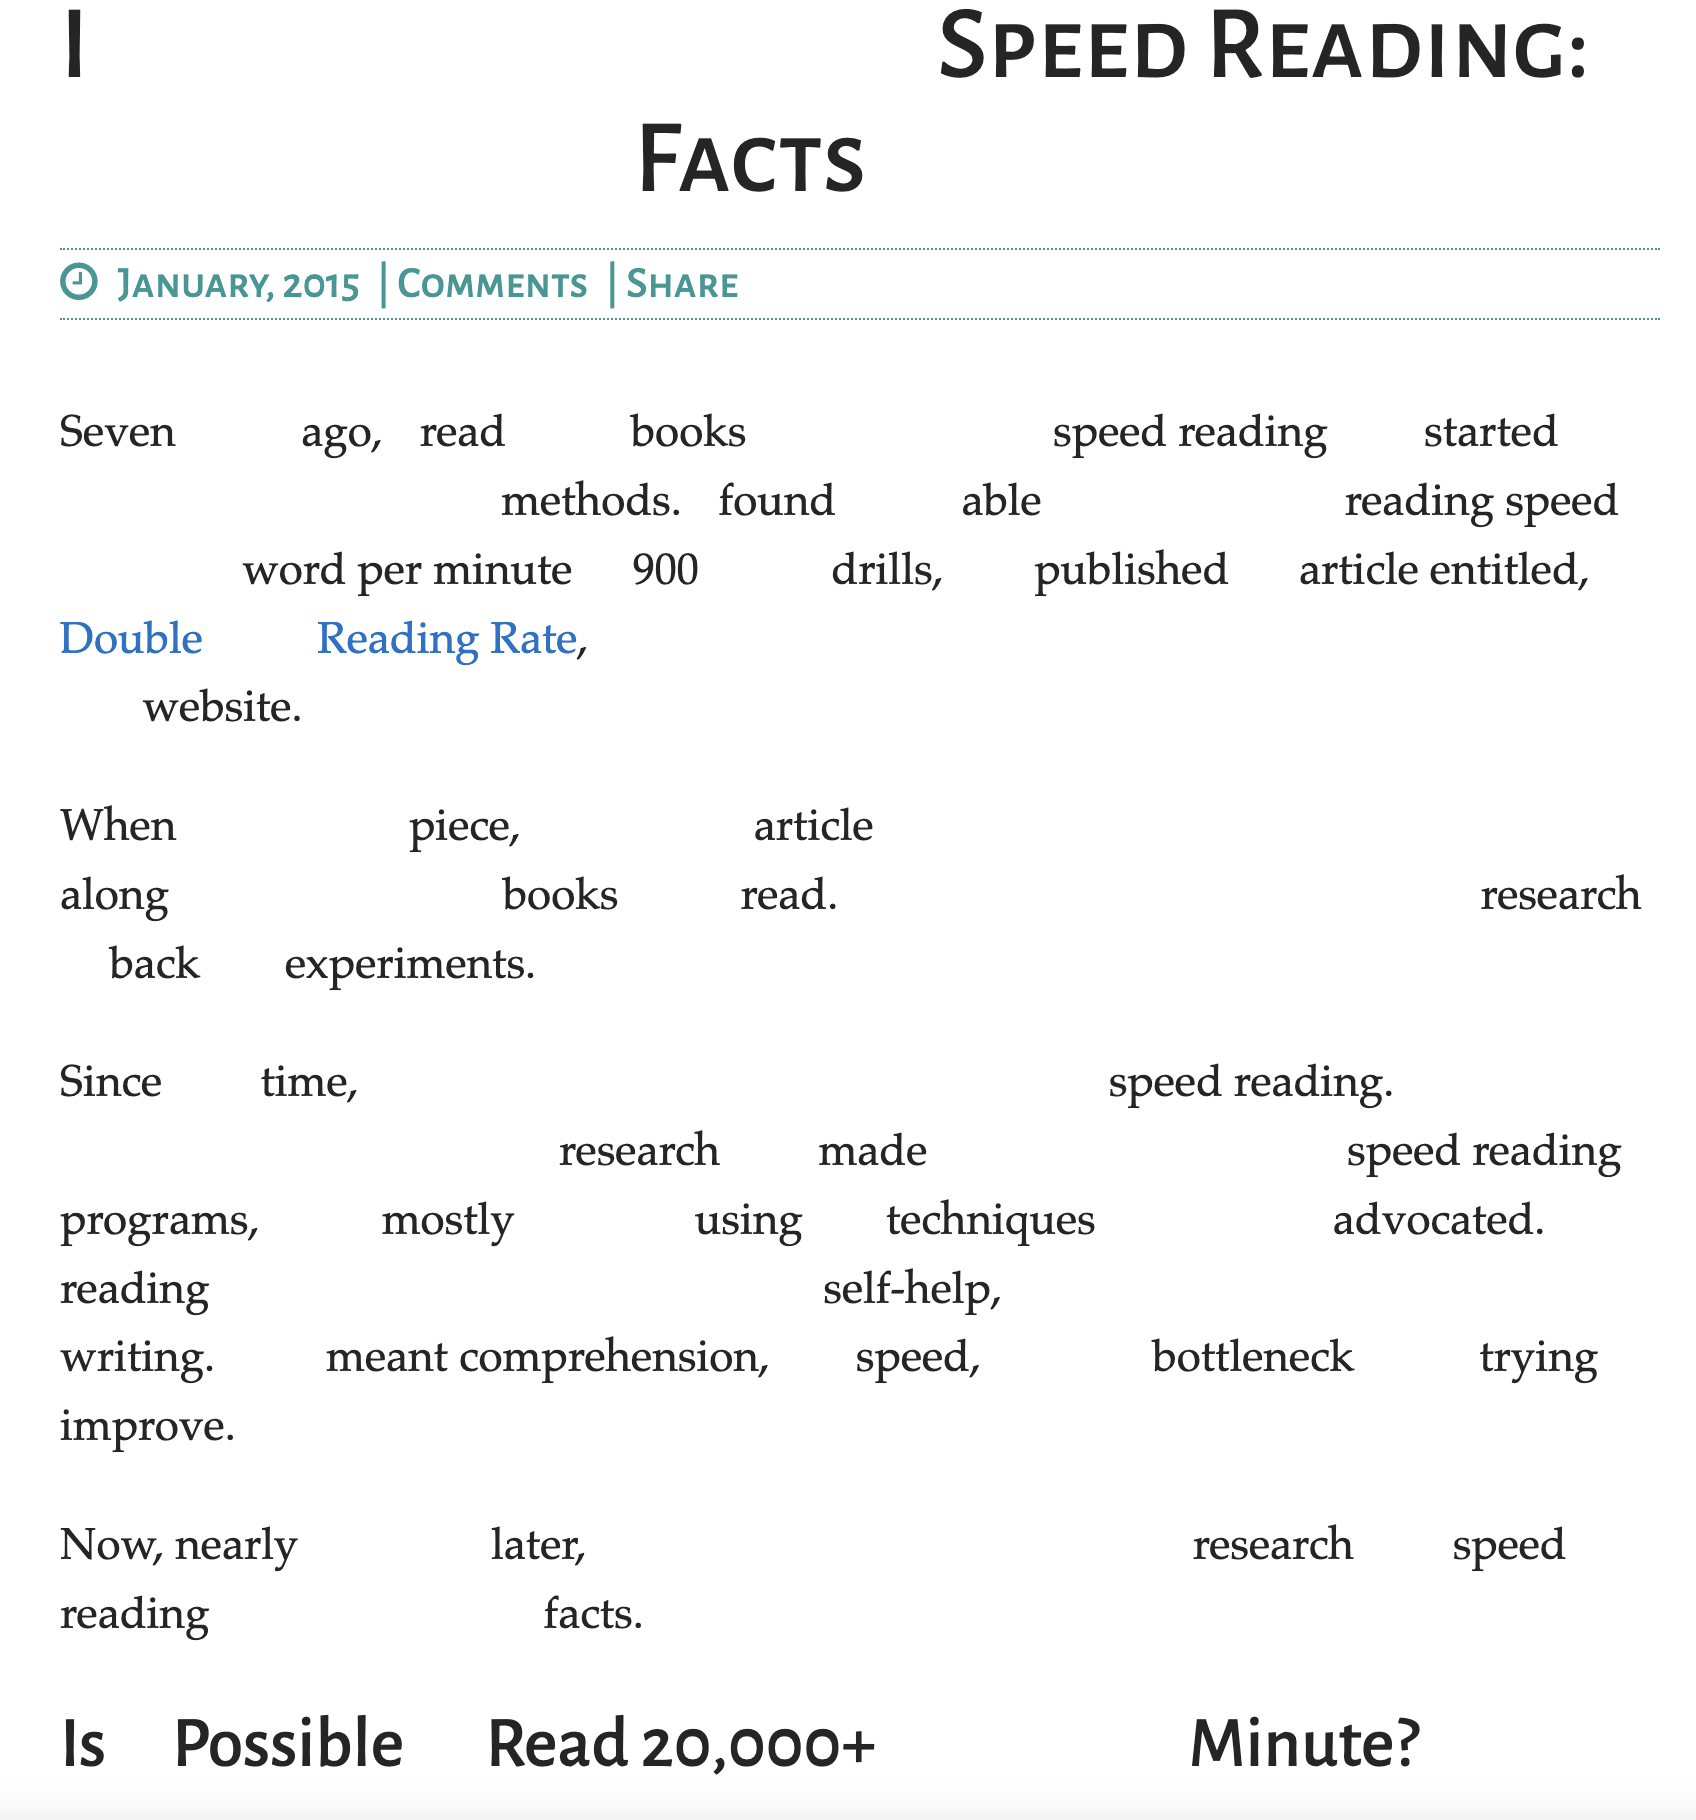 I SPEED READING:
FACTS
JANUARY, 2015 | COMMENTS | SHARE
Seven ago, read books speed reading started
methods. found able reading speed
word per minute 900 drills, published article entitled,
Double Reading Rate,
website.
When piece, article
along books read. research
back experiments.
Since time, speed reading.
research made speed reading
programs, mostly using techniques advocated.
reading self-help,
writing. meant comprehension, speed, bottleneck trying
improve.
Now, nearly later, research speed
reading facts.
Is Possible Read 20,000+ Minute?